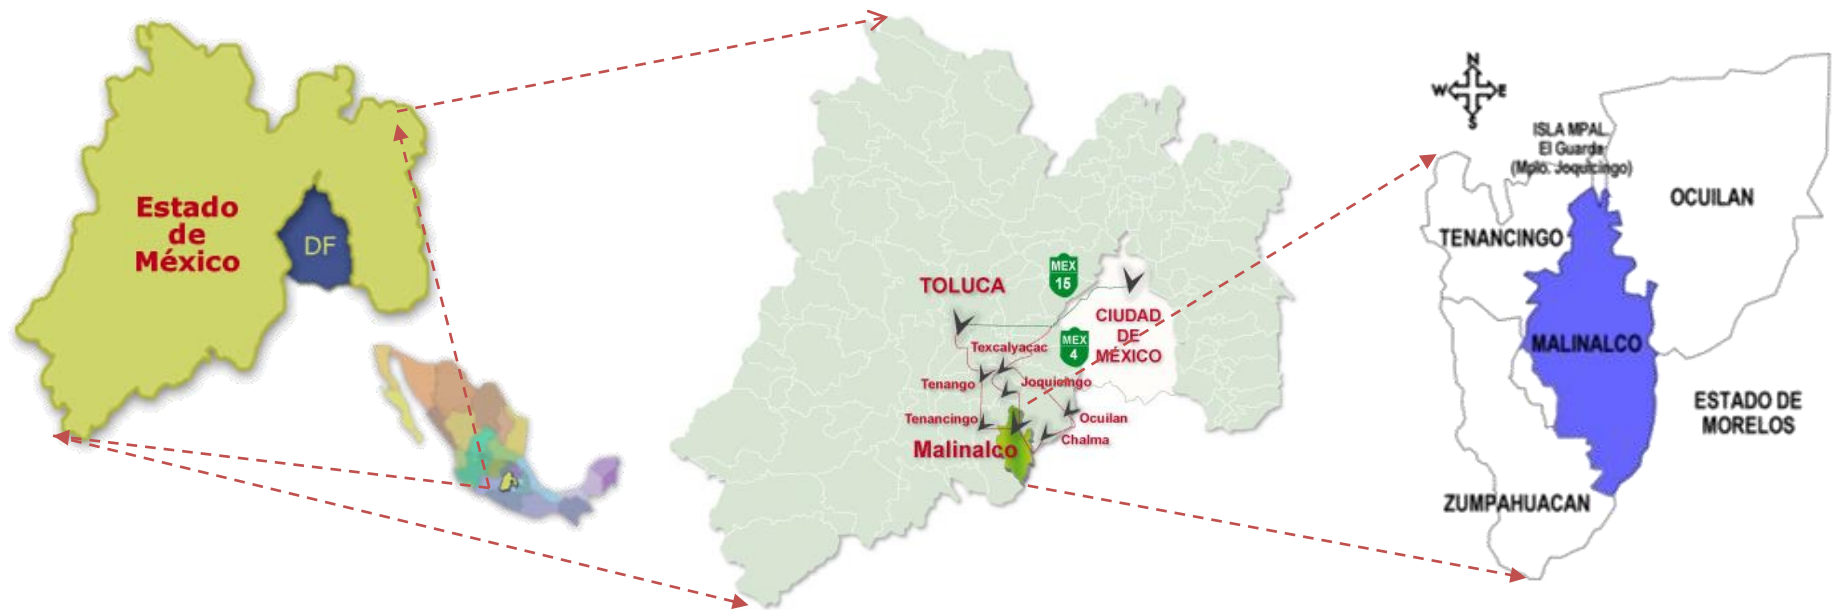 Estado
de
México
DF
TOLUCA
MEX
15
CIUDAD
DE
MÉXICO
MEX
4
Texcalyacac
Tenango
Joquicingo
Tenancingo
Ocuilan
Chalma
Malinalco
N
W
E
S
ISLA MPAL.
El Guarda
(Mpio. Joquicingo)
OCUILAN
TENANCINGO
MALINALCO
ESTADO DE
MORELOS
ZUMPAHUACAN